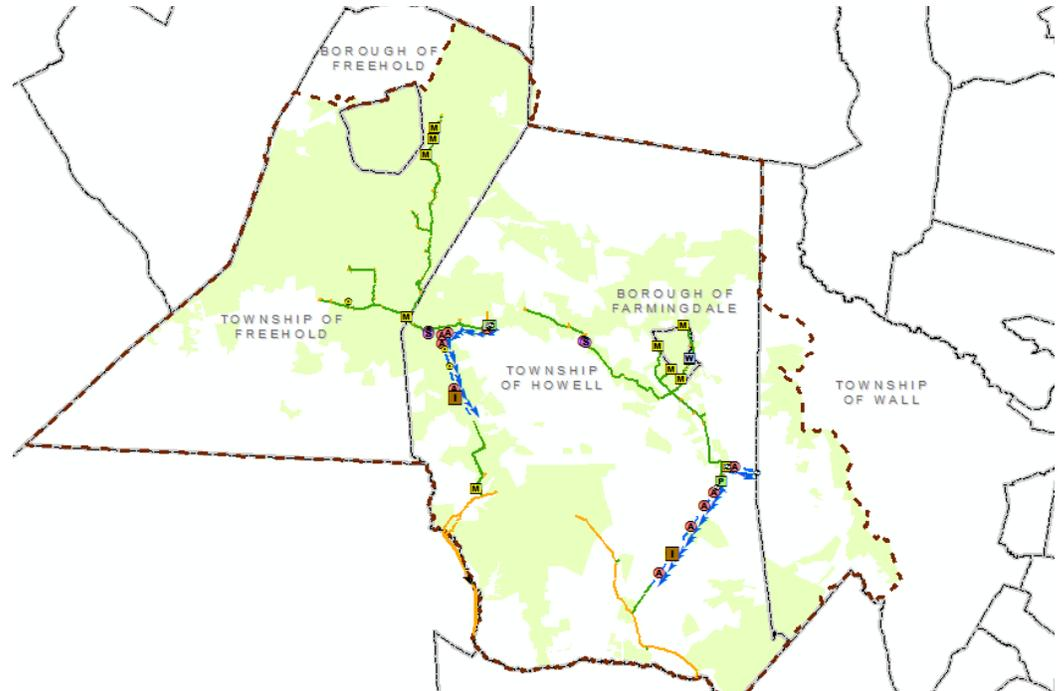 BOROUGH OF
FREEHOLD
M
M
M
BOROUGH OF
FARMINGDALE
TOWNSHIP OF
FREEHOLD
M
S
A
A
A
S
M
M
W
M
M
TOWNSHIP
OF HOWELL
TOWNSHIP
OF WALL
A
I
M
A
P
A
A
A
I
A